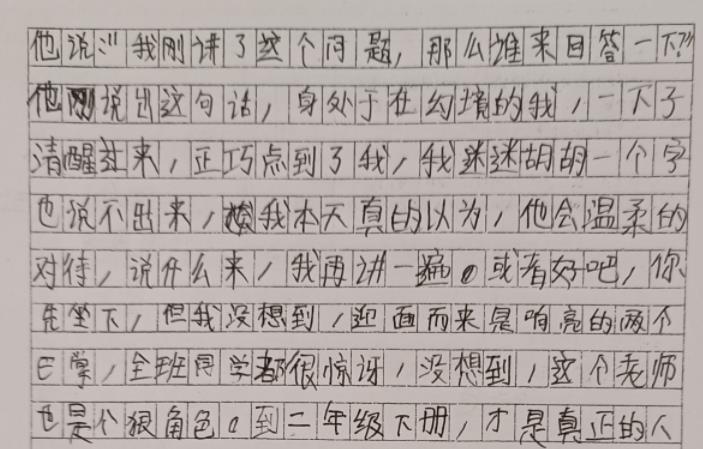 他说:"我刚讲了这个问题,那么谁来回答一下?"
他刚说出这句话,身处于在幻境的我,一下子
清醒过来,正巧点到了我,我迷迷胡胡一个字
也说不出来,我本天真的以为,他会温柔的
对待,说什么来,我再讲一遍。或者好吧,你
先坐下,但我没想到,迎面而来是响亮的两个
巴掌,全班同学都很惊讶,没想到,这个老师
也是个狠角色。到二年级下册,才是真正的人